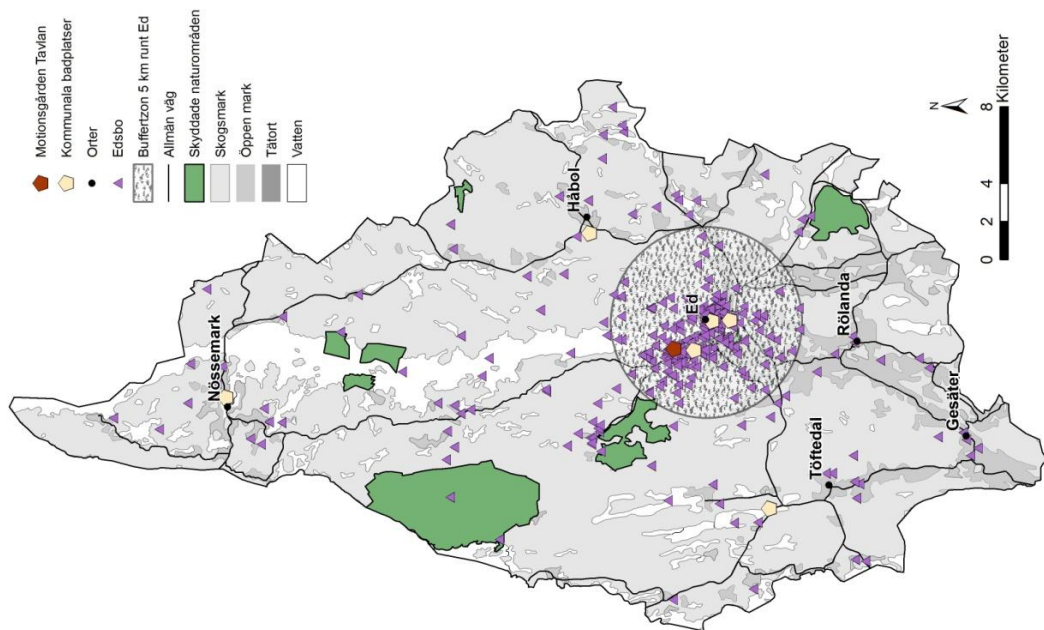 Motionsgården Tavlan
Kommunala badplatser
Orter
Edsbo
Buffertzon 5 km runt Ed
Allmän väg
Skyddade naturområden
Skogsmark
Öppen mark
Tätort
Vatten
N
0 2 4 8
Kilometer
Nössemark
Håbol
Ed
Rölanda
Töftedal
Gesäter